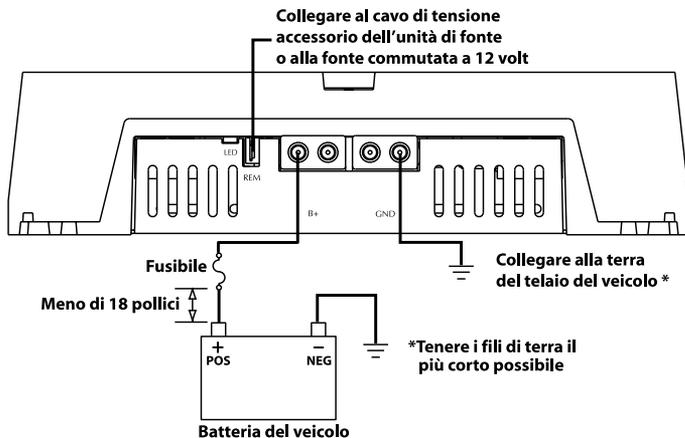 Collegare al cavo di tensione
accessorio dell'unità di fonte
o alla fonte commutata a 12 volt
LED
REM
B+
GND
Fusibile
Collegare alla terra
del telaio del veicolo *
Meno di 18 pollici
+
POS
–
NEG
*Tenere i fili di terra il
più corto possibile
Batteria del veicolo